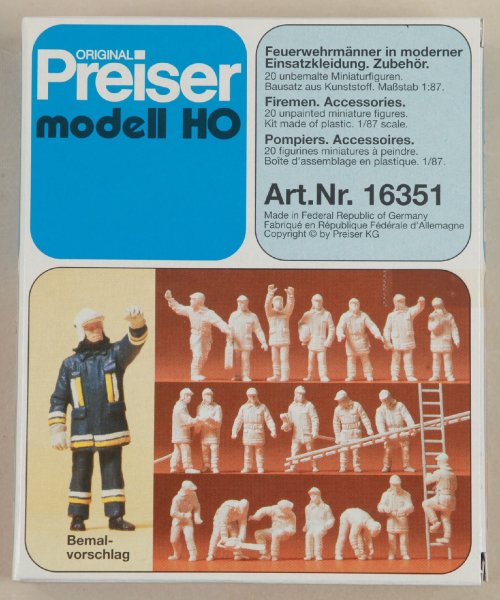 ORIGINAL
Preiser
modell HO
Feuerwehrmänner in moderner
Einsatzkleidung. Zubehör.
20 unbemalte Miniaturfiguren.
Bausatz aus Kunststoff. Maßstab 1:87.
Firemen. Accessories.
20 unpainted miniature figures.
Kit made of plastic. 1/87 scale.
Pompiers. Accessoires.
20 figurines miniatures à peindre.
Boîte d'assemblage en plastique. 1/87.
Art.Nr. 16351
Made in Federal Republic of Germany
Fabriqué en République Fédérale d'Allemagne
Copyright © by Preiser KG
Bemal-
vorschlag